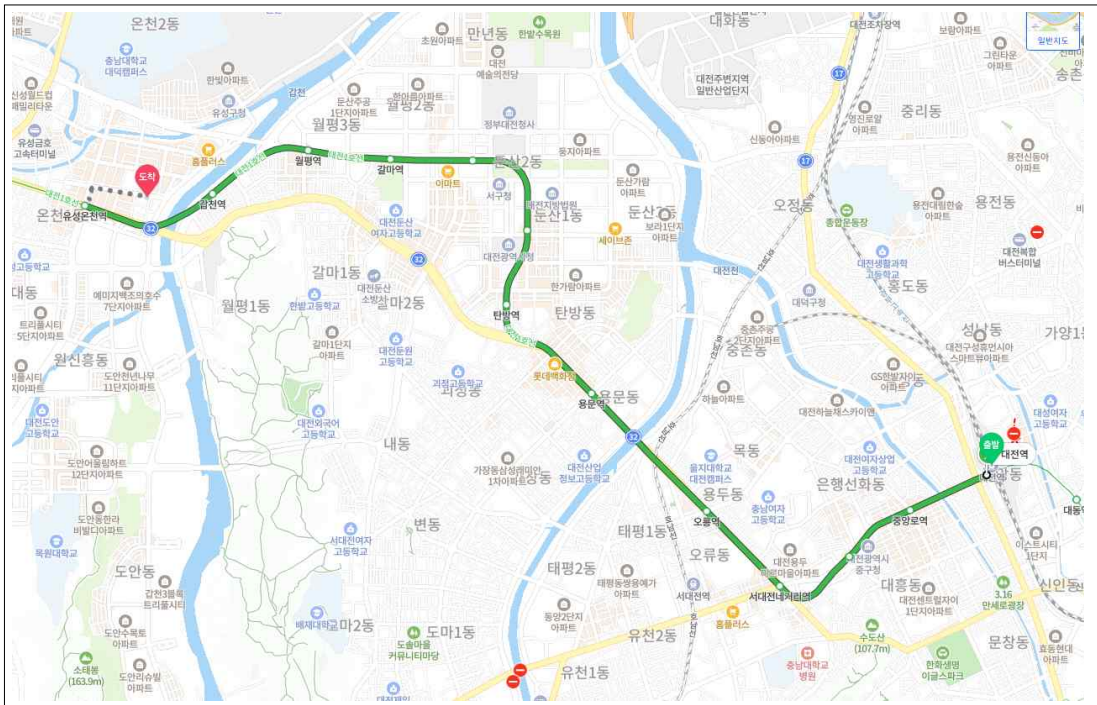 온천2동
충남대학교
대덕캠퍼스
한빛아파트
유성구청
갑천
초원아파트
만년동
한밭수목원
대전
예술의전당
대화동
대전조차장역
보람아파트
그린타운
아파트
일반지도
송촌
17
대전주변지역
일반산업단지
중리동
영진로얄
아파트
신동아아파트
용전신동아
아파트
17
유성금호
고속터미널
홈플러스
둔산주공
1단지아파트
한아름아파트
월평2동
월평3동
정부대전청사
둥지아파트
월평역
대전1호선
갈마역
이마트
서구청
둔산2동
대전지방법원
둔산1동
둔산가람
아파트
둔산2동
보라1단지
아파트
세이브존
오정동
종합운동장
용전대림한숲
아파트
용전동
대전복합
버스터미널
대전1호선
도착
유성온천역
갑천역
32
대전둔산
여자고등학교
32
갈마1동
대전둔산
소방
갈마2동
대전광역시청
한가람아파트
대전천
대전생활과학
고등학교
홍도동
대덕구청
월평1동
예미지백조의호수
7단지아파트
트리풀시티
5단지아파트
원신흥동
한밭고등학교
갈마1단지
아파트
탄방역
탄방동
중촌주공
2단지아파트
중촌동
성남동
가양1동
대전구성휴먼시아
스마트뷰아파트
도안천년나무
11단지아파트
대전둔원
고등학교
괴정고등학교
괴정동
롯데백화점
용문역
용문동
하늘아파트
GS한밭자이
아파트
대전하늘채스카이앤
대성여자
고등학교
대전도안
고등학교
대전외국어
고등학교
내동
32
목동
대전여자상업
고등학교
출발
대전역
도안어울림하트
12단지아파트
가장동삼성래미안
1차아파트
대전산업
정보고등학교
을지대학교
대전캠퍼스
은행선화동
도안동한라
비발디아파트
변동
용두동
충남여자
고등학교
중앙로역
대동역
목원대학교
서대전여자
고등학교
태평1동
오룡역
대전광역시
중구청
이스트시티
1단지
도안동
갑천3블록
트리풀시티
태평2동
태평동쌍용예가
아파트
오류동
서대전역
서대전네거리역
대전용두
대흥동
대전센트럴자이
1단지아파트
3.16
만세로광장
신인동
도안수목토
아파트
배재대학교
도마2동
도솔마을
커뮤니티마당
도마1동
동양2단지
아파트
유천2동
홈플러스
수도산
(107.7m)
문창동
효동현대
아파트
소태봉
(163.9m)
도안리슈빌
아파트
유천1동
호남선
충남대학교
병원
한화생명
이글스파크